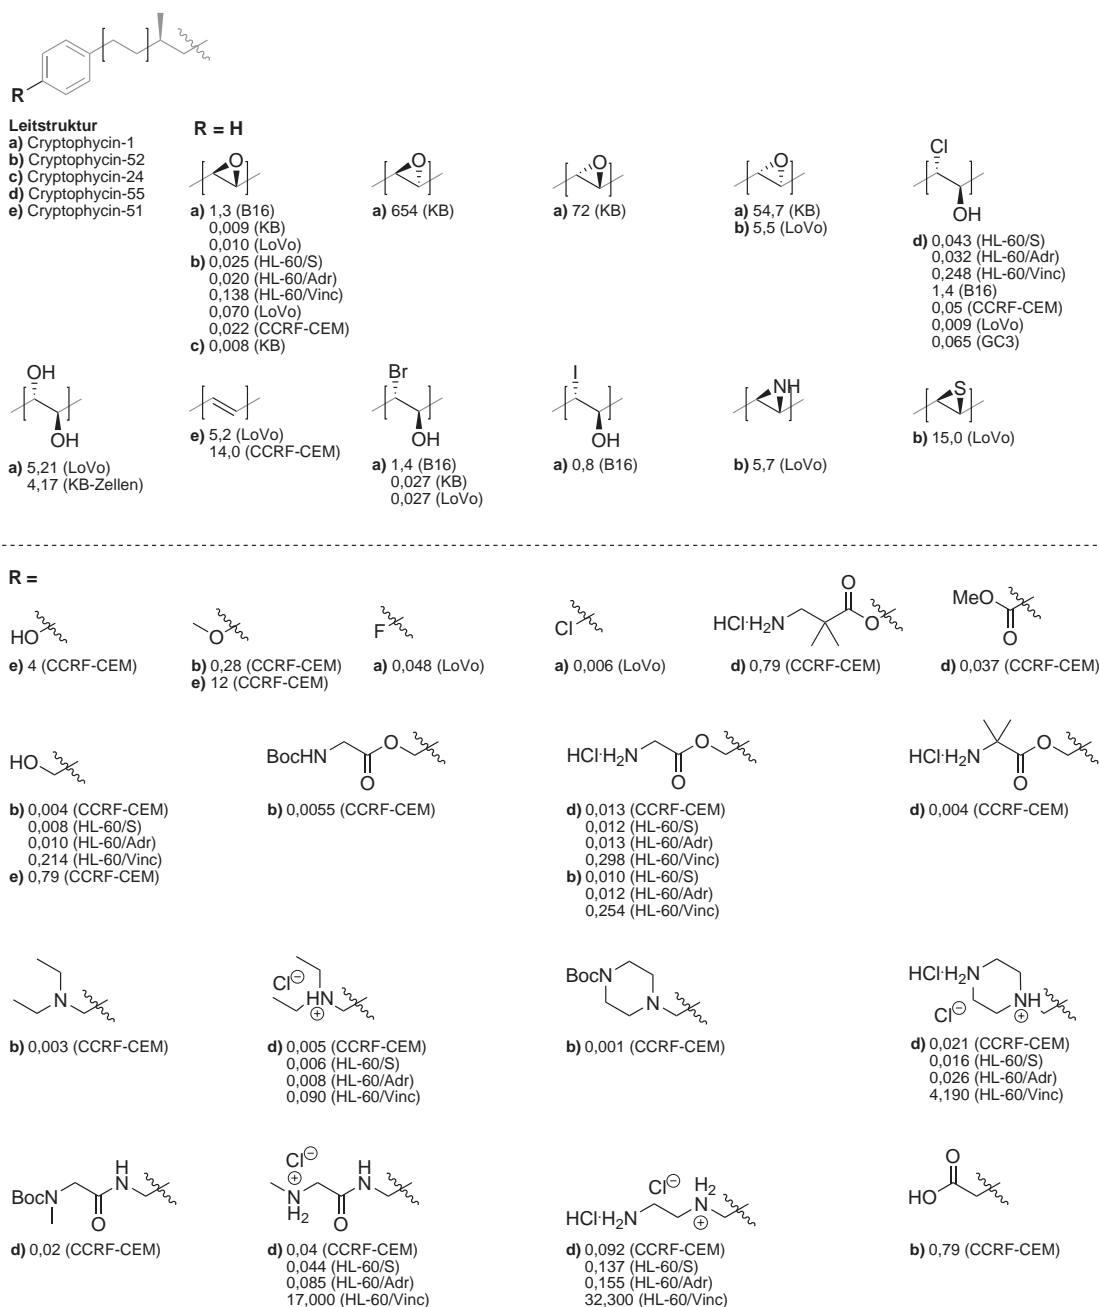 R
Leitstruktur
a) Cryptophycin-1
b) Cryptophycin-52
c) Cryptophycin-24
d) Cryptophycin-55
e) Cryptophycin-51
R = H
O
a) 1,3 (B16)
0,009 (KB)
0,010 (LoVo)
b) 0,025 (HL-60/S)
0,020 (HL-60/Adr)
0,138 (HL-60/Vinc)
0,070 (LoVo)
0,022 (CCRF-CEM)
c) 0,008 (KB)
O
a) 654 (KB)
O
a) 72 (KB)
O
a) 54,7 (KB)
b) 5,5 (LoVo)
Cl
OH
d) 0,043 (HL-60/S)
0,032 (HL-60/Adr)
0,248 (HL-60/Vinc)
1,4 (B16)
0,05 (CCRF-CEM)
0,009 (LoVo)
0,065 (GC3)
OH
OH
a) 5,21 (LoVo)
4,17 (KB-Zellen)
e) 5,2 (LoVo)
14,0 (CCRF-CEM)
Br
OH
a) 1,4 (B16)
0,027 (KB)
0,027 (LoVo)
I
OH
a) 0,8 (B16)
NH
b) 5,7 (LoVo)
S
b) 15,0 (LoVo)
R =
HO
e) 4 (CCRF-CEM)
O
b) 0,28 (CCRF-CEM)
e) 12 (CCRF-CEM)
F
a) 0,048 (LoVo)
Cl
a) 0,006 (LoVo)
O
HCl·H2N
O
d) 0,79 (CCRF-CEM)
MeO
O
d) 0,037 (CCRF-CEM)
HO
b) 0,004 (CCRF-CEM)
0,008 (HL-60/S)
0,010 (HL-60/Adr)
0,214 (HL-60/Vinc)
e) 0,79 (CCRF-CEM)
BocHN
O
O
b) 0,0055 (CCRF-CEM)
HCl·H2N
O
O
d) 0,013 (CCRF-CEM)
0,012 (HL-60/S)
0,013 (HL-60/Adr)
0,298 (HL-60/Vinc)
b) 0,010 (HL-60/S)
0,012 (HL-60/Adr)
0,254 (HL-60/Vinc)
HCl·H2N
O
O
d) 0,004 (CCRF-CEM)
N
b) 0,003 (CCRF-CEM)
Cl⊖
HN
⊕
d) 0,005 (CCRF-CEM)
0,006 (HL-60/S)
0,008 (HL-60/Adr)
0,090 (HL-60/Vinc)
BocN
N
b) 0,001 (CCRF-CEM)
HCl·H2N
Cl⊖
NH
⊕
d) 0,021 (CCRF-CEM)
0,016 (HL-60/S)
0,026 (HL-60/Adr)
4,190 (HL-60/Vinc)
H
N
BocN
O
d) 0,02 (CCRF-CEM)
Cl⊖
⊕
N
H2
H
N
O
d) 0,04 (CCRF-CEM)
0,044 (HL-60/S)
0,085 (HL-60/Adr)
17,000 (HL-60/Vinc)
Cl⊖
H2
N
⊕
HCl·H2N
d) 0,092 (CCRF-CEM)
0,137 (HL-60/S)
0,155 (HL-60/Adr)
32,300 (HL-60/Vinc)
O
HO
b) 0,79 (CCRF-CEM)